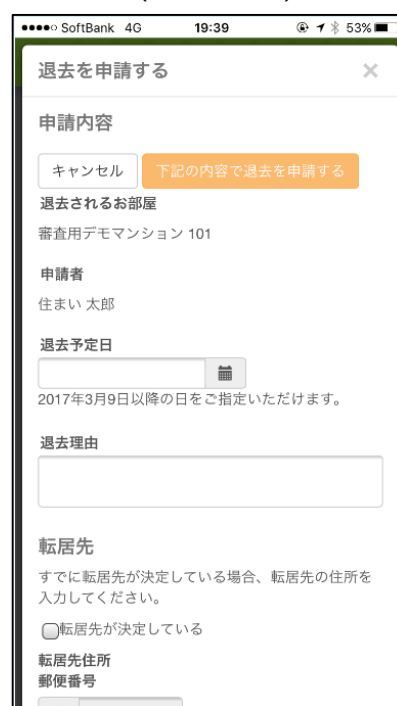 SoftBank 4G 19:39 53%
退去を申請する ×
申請内容
キャンセル 下記の内容で退去を申請する
退去されるお部屋
審査用デモマンション 101
申請者
住まい 太郎
退去予定日
2017年3月9日以降の日をご指定いただけます。
退去理由
転居先
すでに転居先が決定している場合、転居先の住所を
入力してください。
転居先が決定している
転居先住所
郵便番号